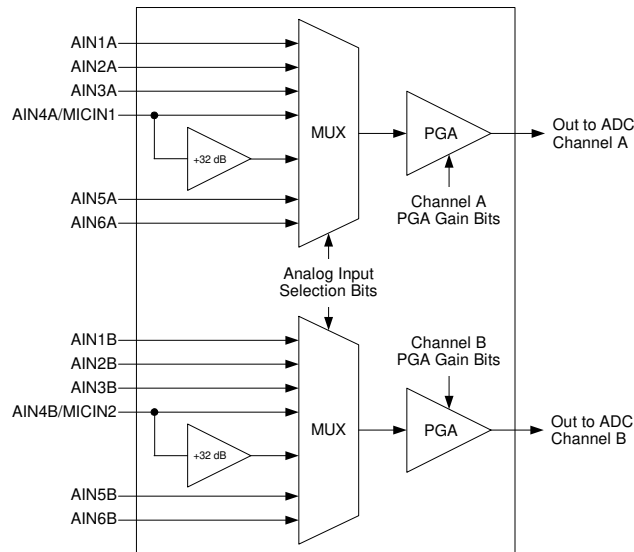 AIN1A
AIN2A
AIN3A
AIN4A/MICIN1
+32 dB
AIN5A
AIN6A
MUX
PGA
Out to ADC
Channel A
Channel A
PGA Gain Bits
Analog Input
Selection Bits
AIN1B
AIN2B
AIN3B
AIN4B/MICIN2
+32 dB
AIN5B
AIN6B
MUX
Channel B
PGA Gain Bits
PGA
Out to ADC
Channel B